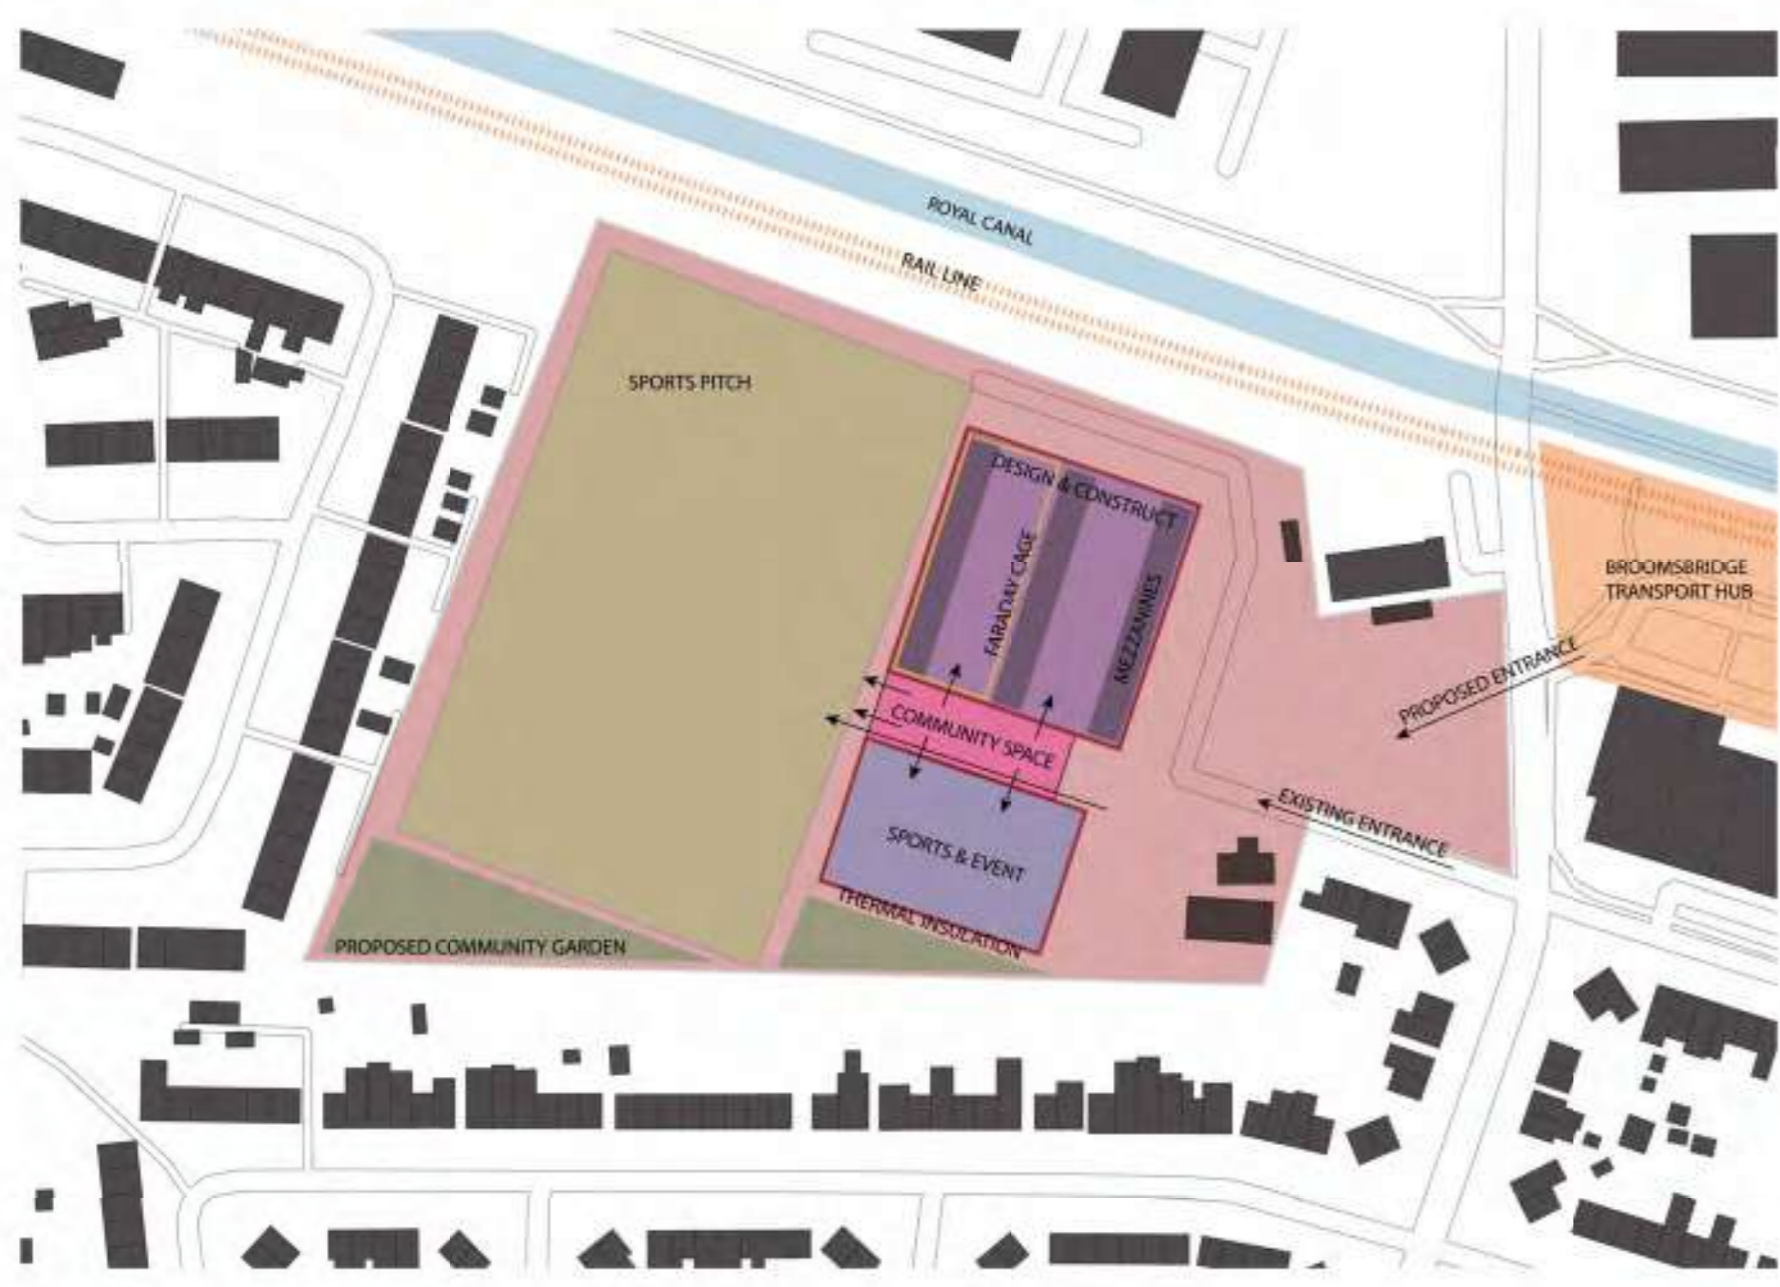 ROYAL CANAL
RAIL LINE
SPORTS PITCH
DESIGN & CONSTRUCT
FARADAY CAGE
MEZZANINES
BROOMSBRIDGE
TRANSPORT HUB
PROPOSED ENTRANCE
COMMUNITY SPACE
EXISTING ENTRANCE
SPORTS & EVENT
THERMAL INSULATION
PROPOSED COMMUNITY GARDEN